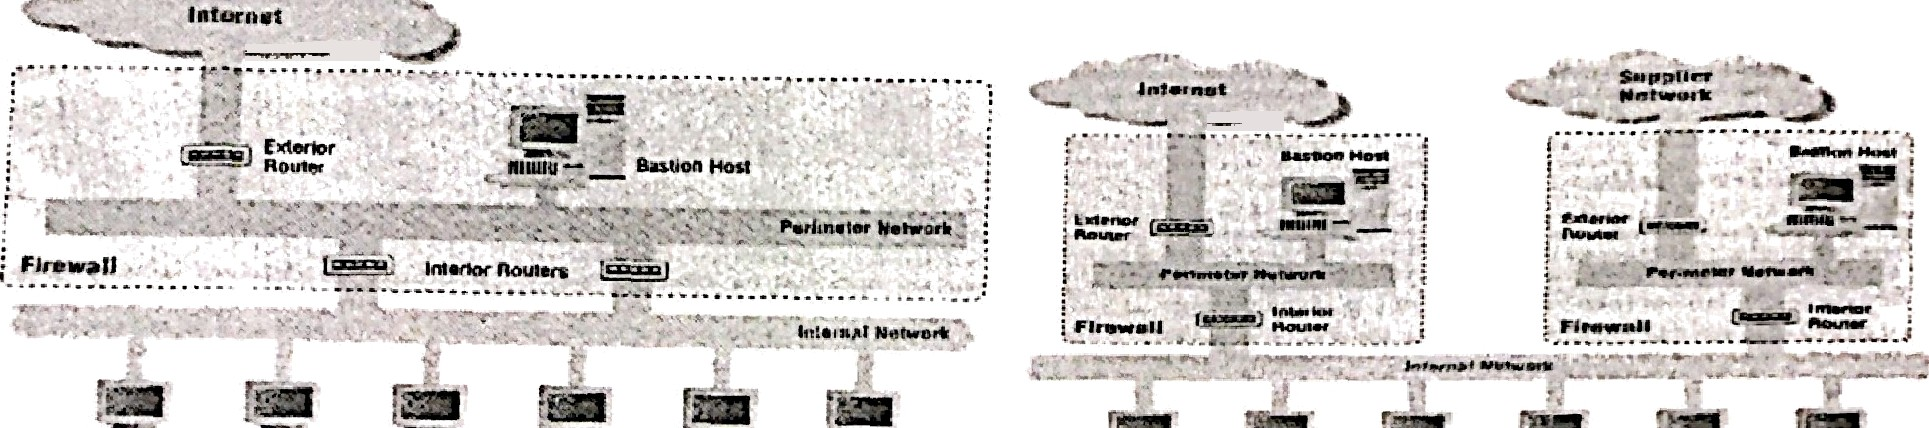 Internet
Exterior
Router
Bastion Host
Perimeter Network
Firewall
Interior Routers
Internal Network
Internet
Bastion Host
Exterior
Router
Perimeter Network
Interior
Router
Firewall
Internal Network
Supplier
Network
Bastion Host
Exterior
Router
Perimeter Network
Interior
Router
Firewall